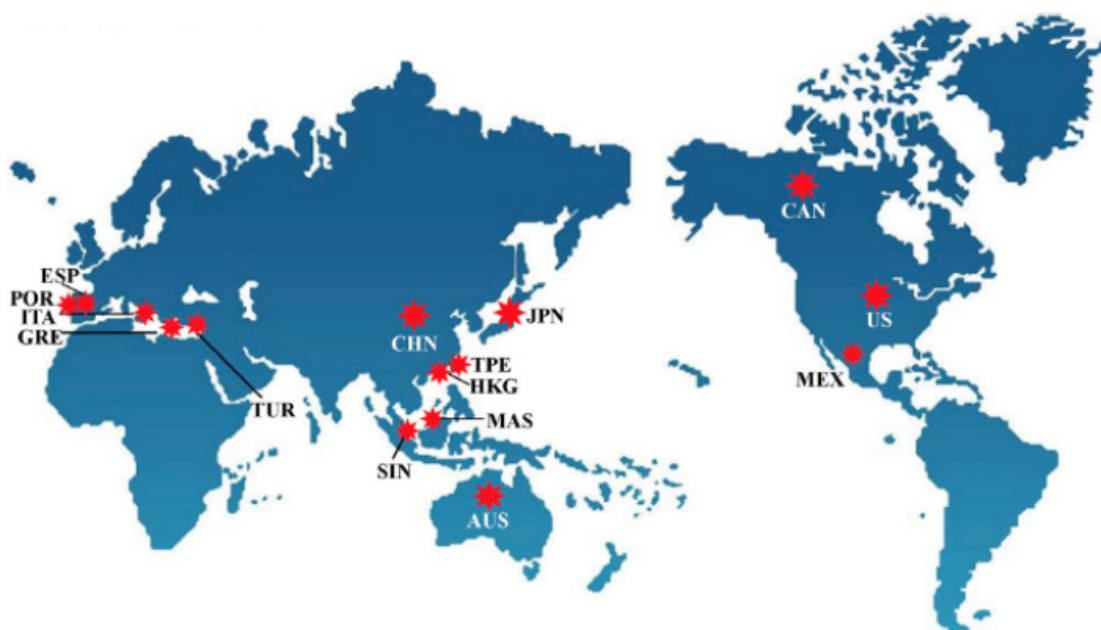 CAN
ESP
POR
ITA
GRE
JPN
US
CHN
TPE
HKG
MEX
TUR
MAS
SIN
AUS